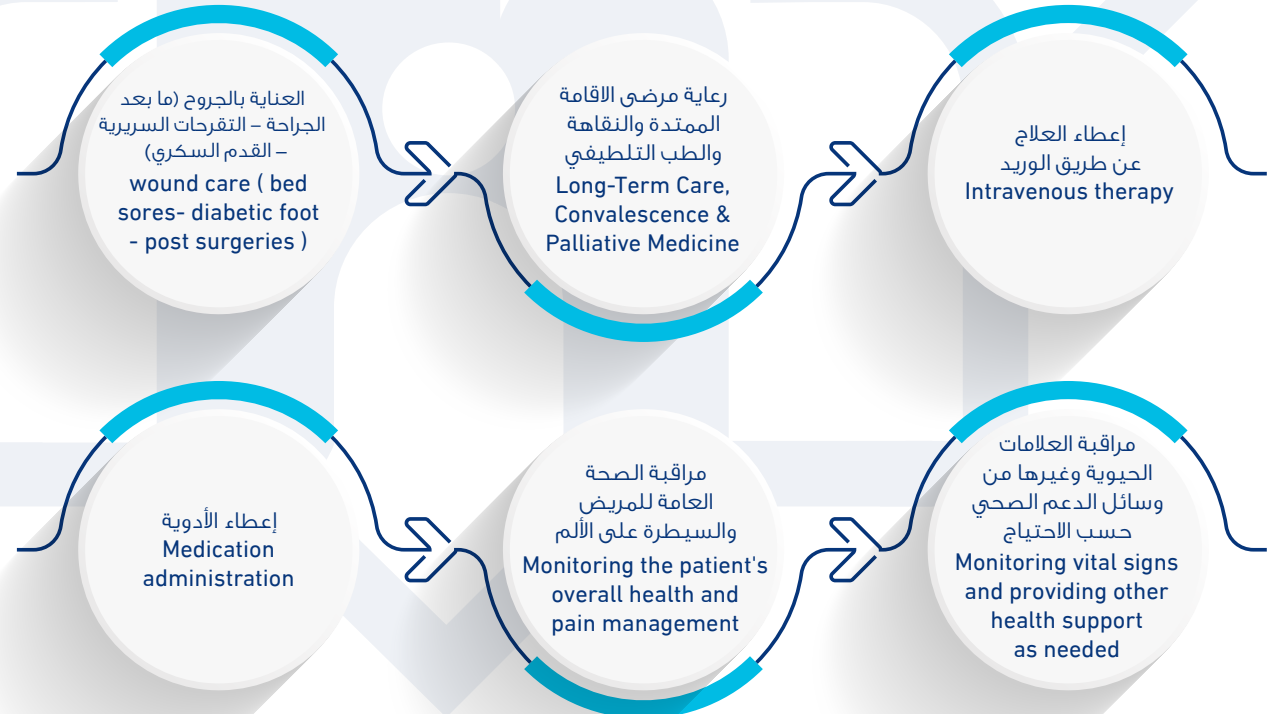 العناية بالجروح (ما بعد
الجراحة – التقرحات السريرية
– القدم السكري)
wound care ( bed
sores- diabetic foot
- post surgeries )
رعاية مرضى الاقامة
الممتدة والنقاهة
والطب التلطيفي
Long-Term Care,
Convalescence &
Palliative Medicine
إعطاء العلاج
عن طريق الوريد
Intravenous therapy
إعطاء الأدوية
Medication
administration
مراقبة الصحة
العامة للمريض
والسيطرة على الألم
Monitoring the patient's
overall health and
pain management
مراقبة العلامات
الحيوية وغيرها من
وسائل الدعم الصحي
حسب الاحتياج
Monitoring vital signs
and providing other
health support
as needed